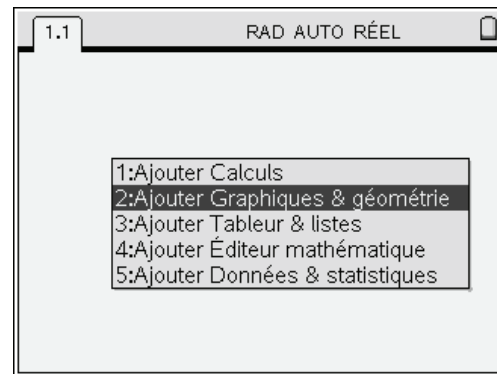 1.1
RAD AUTO RÉEL
1:Ajouter Calculs
2:Ajouter Graphiques & géométrie
3:Ajouter Tableur & listes
4:Ajouter Éditeur mathématique
5:Ajouter Données & statistiques